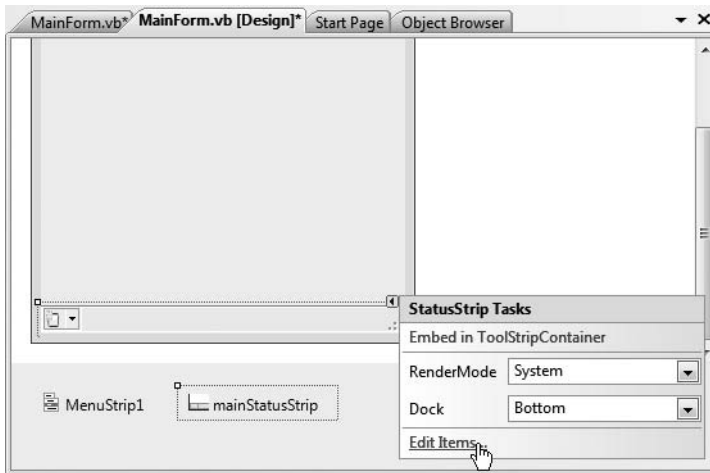 MainForm.vb* MainForm.vb [Design]* Start Page Object Browser
StatusStrip Tasks
Embed in ToolStripContainer
RenderMode System
Dock Bottom
Edit Items...
MenuStrip1 mainStatusStrip